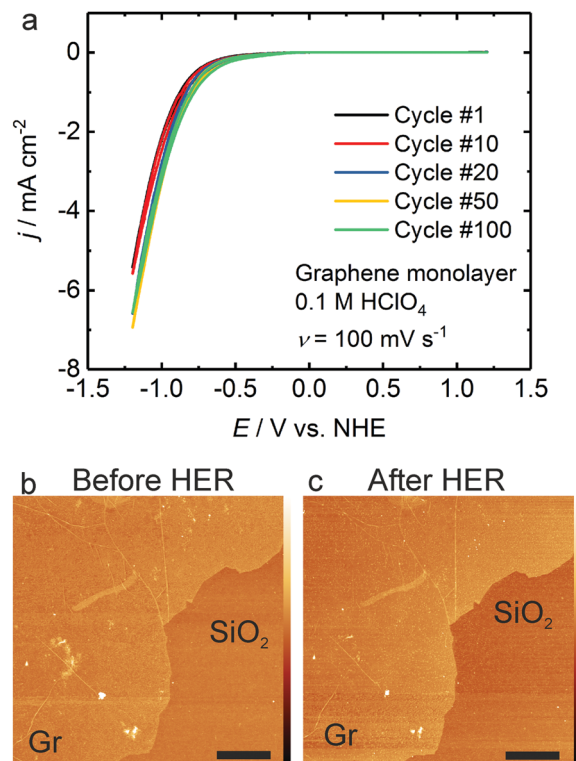 a
0
-2
-4
-6
-8
j / mA cm⁻²
Cycle #1
Cycle #10
Cycle #20
Cycle #50
Cycle #100
Graphene monolayer
0.1 M HClO₄
ν = 100 mV s⁻¹
-1.5 -1.0 -0.5 0.0 0.5 1.0 1.5
E / V vs. NHE
b Before HER
c After HER
SiO₂
Gr
SiO₂
Gr